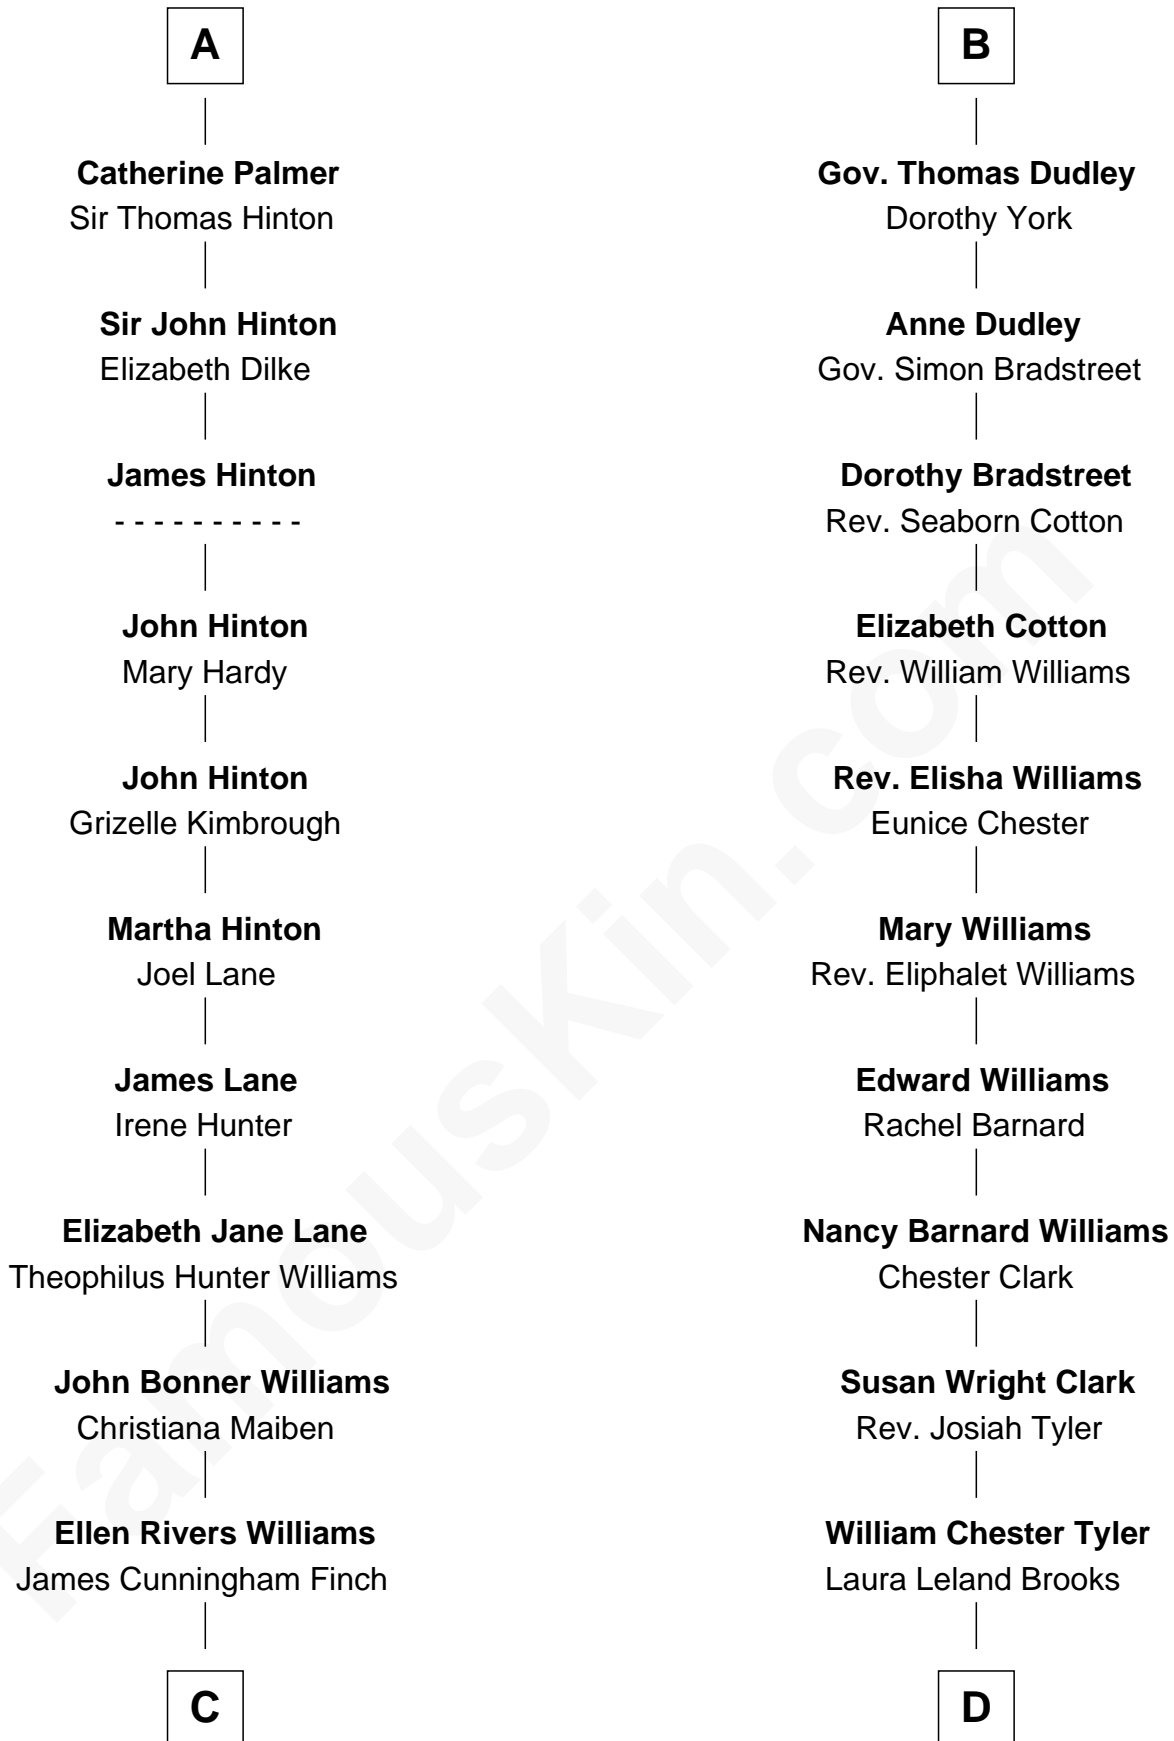 A
Catherine Palmer
Sir Thomas Hinton
Sir John Hinton
Elizabeth Dilke
James Hinton
- - - - - - - - - -
John Hinton
Mary Hardy
John Hinton
Grizelle Kimbrough
Martha Hinton
Joel Lane
James Lane
Irene Hunter
Elizabeth Jane Lane
Theophilus Hunter Williams
John Bonner Williams
Christiana Maiben
Ellen Rivers Williams
James Cunningham Finch
C
B
Gov. Thomas Dudley
Dorothy York
Anne Dudley
Gov. Simon Bradstreet
Dorothy Bradstreet
Rev. Seaborn Cotton
Elizabeth Cotton
Rev. William Williams
Rev. Elisha Williams
Eunice Chester
Mary Williams
Rev. Eliphalet Williams
Edward Williams
Rachel Barnard
Nancy Barnard Williams
Chester Clark
Susan Wright Clark
Rev. Josiah Tyler
William Chester Tyler
Laura Leland Brooks
D
FamousKin.com